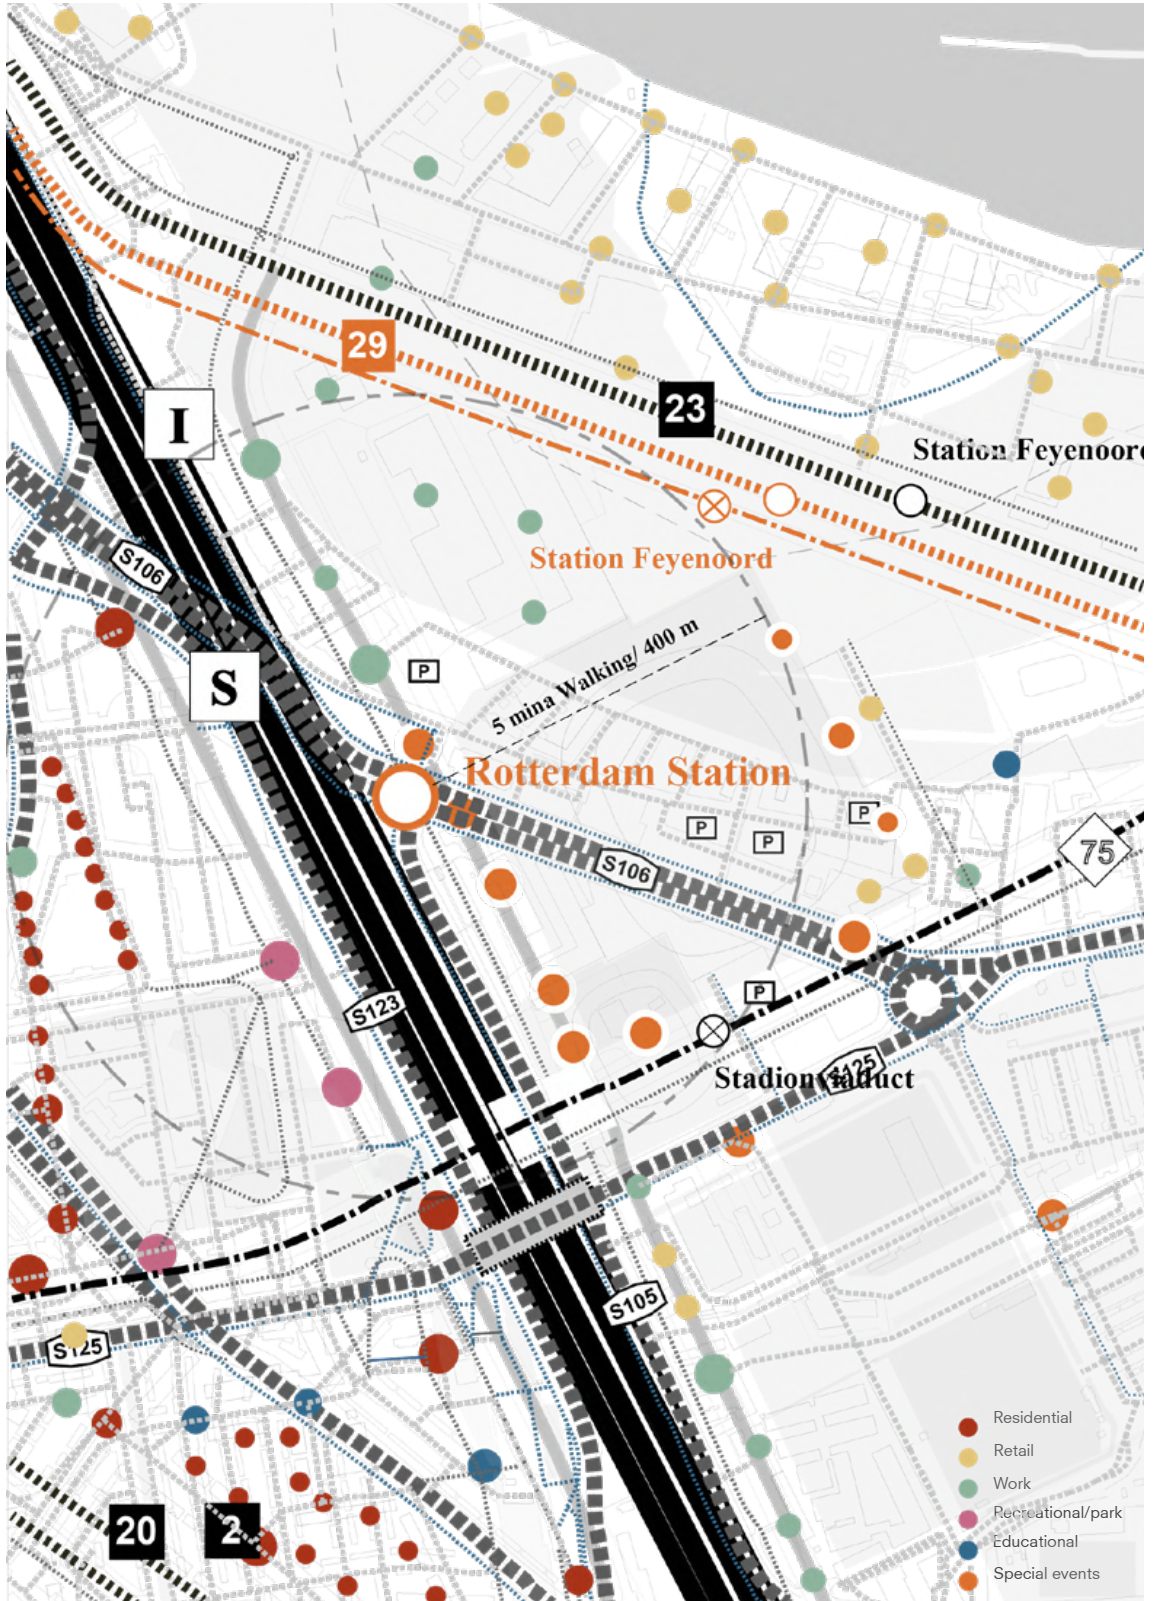 29
23
I
Station Feyenoord
Station Feyenoord
S106
5 mina Walking/ 400 m
P
S
Rotterdam Station
P
P
P
S106
75
P
S123
Stadionviaduct
S125
S105
S125
Residential
Retail
Work
Recreational/park
Educational
Special events
20
2